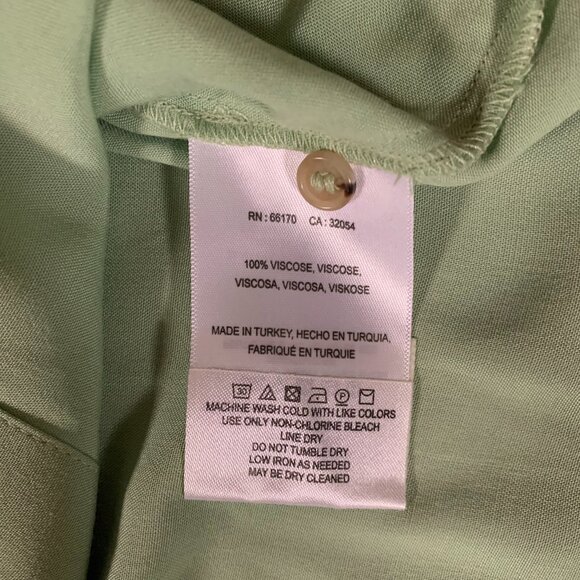 RN : 66170 CA : 32054
100% VISCOSE, VISCOSE,
VISCOSA, VISCOSA, VISKOSE
MADE IN TURKEY, HECHO EN TURQUIA,
FABRIQUÉ EN TURQUIE
30 P
MACHINE WASH COLD WITH LIKE COLORS
USE ONLY NON-CHLORINE BLEACH
LINE DRY
DO NOT TUMBLE DRY
LOW IRON AS NEEDED
MAY BE DRY CLEANED